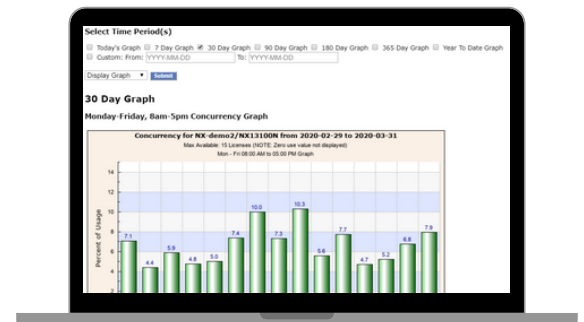 Select Time Period(s)
Today's Graph 7 Day Graph 30 Day Graph 90 Day Graph 180 Day Graph 365 Day Graph Year To Date Graph
Custom: From: YYYY-MM-DD To: YYYY-MM-DD
Display Graph Submit
30 Day Graph
Monday-Friday, 8am-5pm Concurrency Graph
Concurrency for NX-demo2/NX13100N from 2020-02-29 to 2020-03-31
Max Available: 15 Licenses (NOTE: Zero use value not displayed)
Mon - Fri 08:00 AM to 05:00 PM Graph
Percent of Usage
14
12
10
8
6
4
2
7.1 4.4 5.9 4.8 5.0 7.4 10.0 7.3 10.3 5.6 7.7 4.7 5.2 6.8 7.9